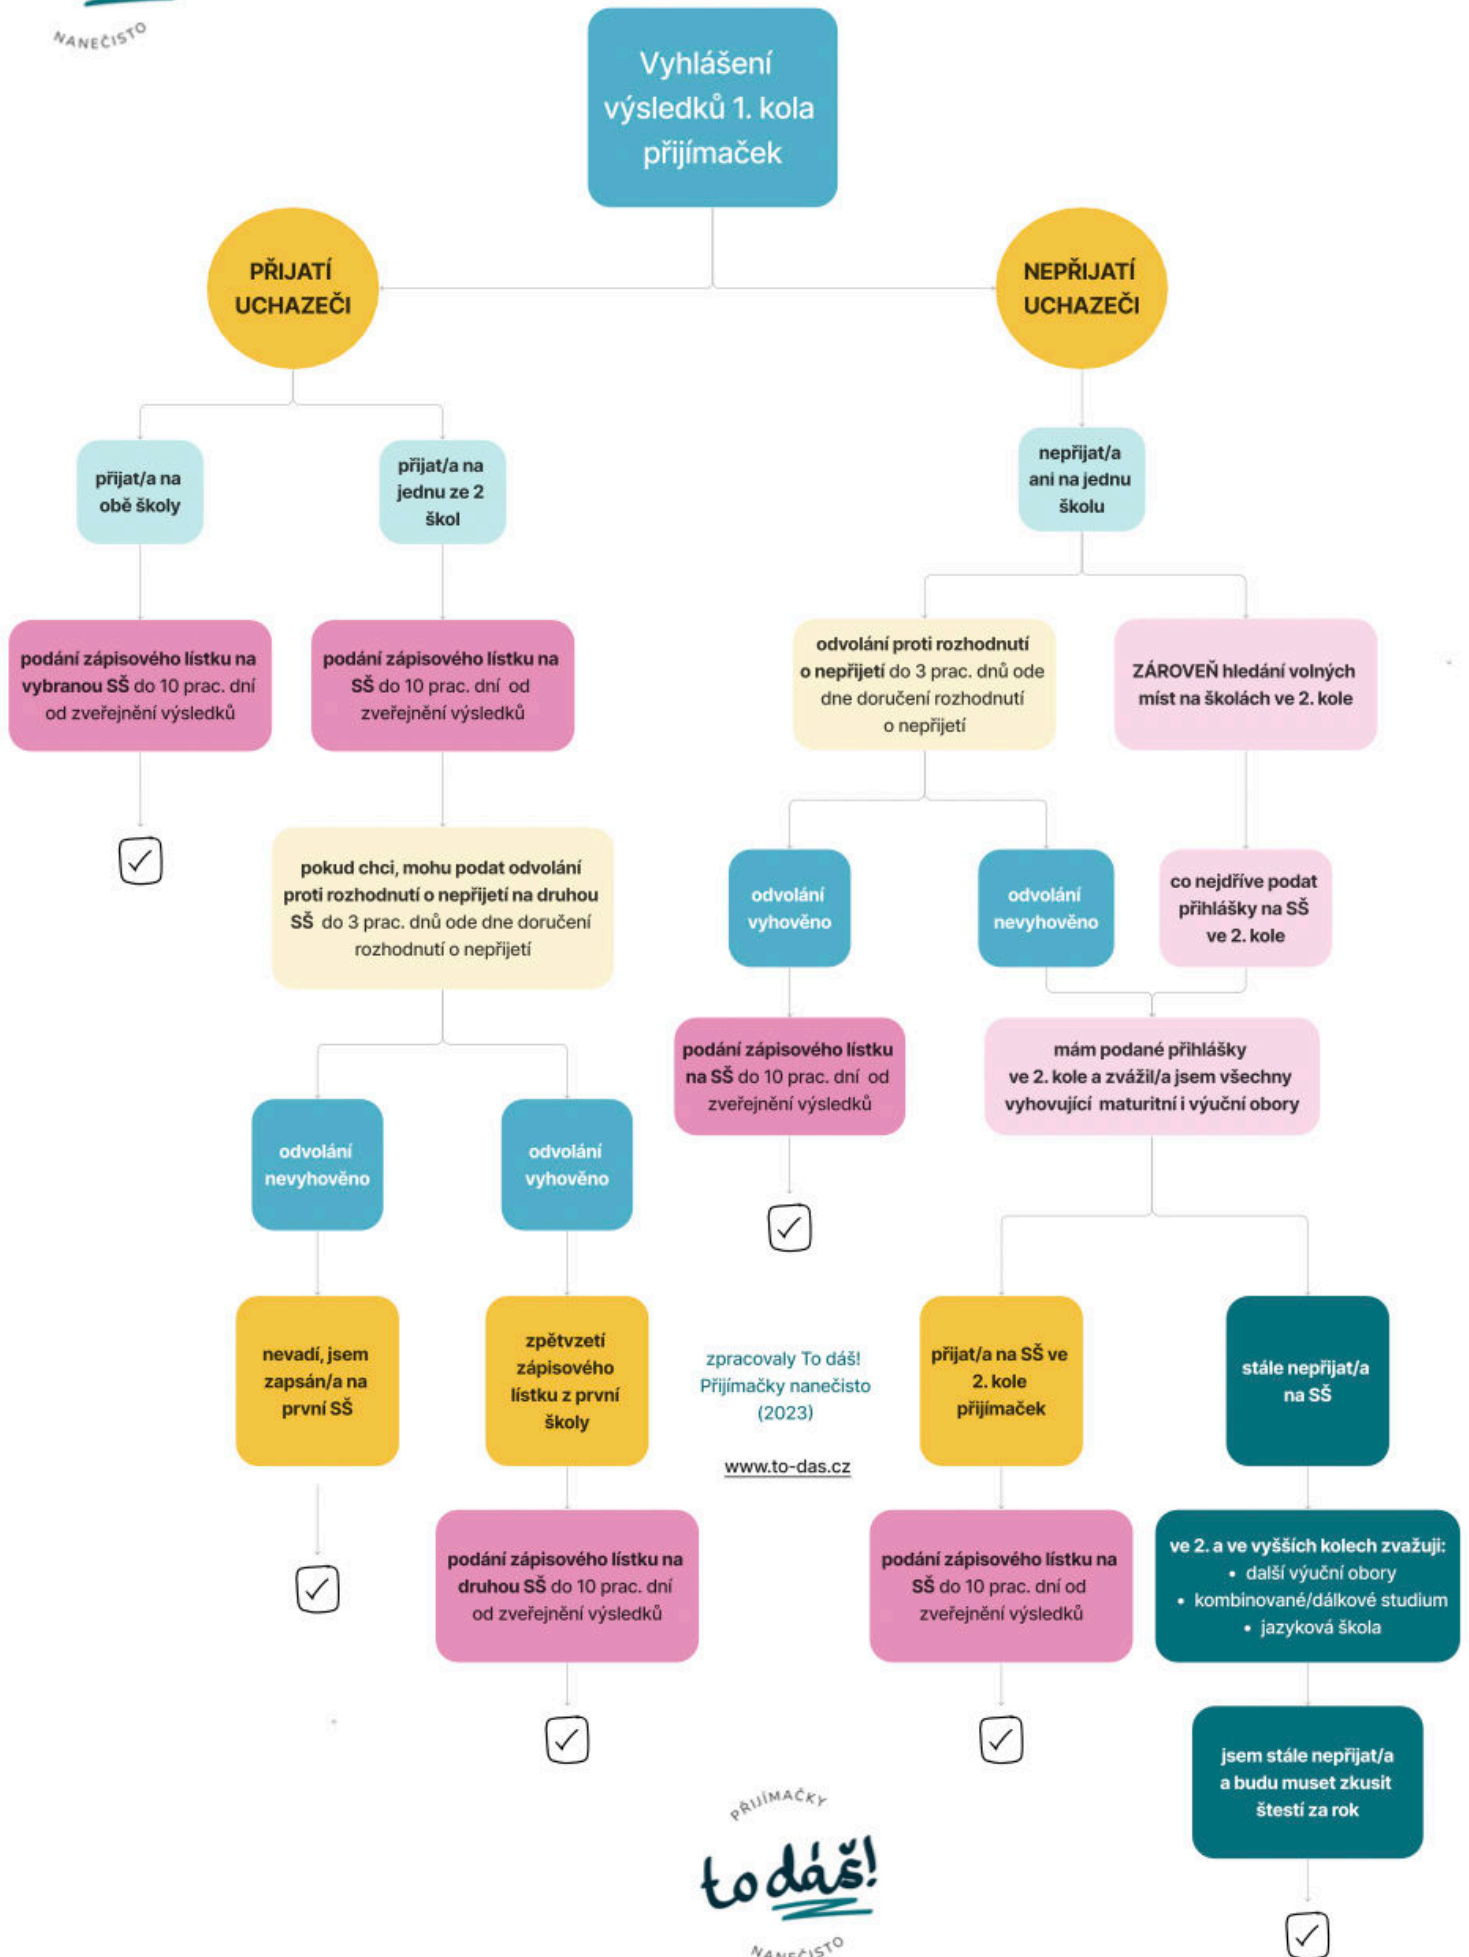 NANEČISTO
Vyhlášení
výsledků 1. kola
přijímaček
PŘIJATÍ
UCHAZEČI
NEPŘIJATÍ
UCHAZEČI
přijat/a na
obě školy
přijat/a na
jednu ze 2
škol
nepřijat/a
ani na jednu
školu
podání zápisového lístku na
vybranou SŠ do 10 prac. dní
od zveřejnění výsledků
podání zápisového lístku na
SŠ do 10 prac. dní od
zveřejnění výsledků
odvolání proti rozhodnutí
o nepřijetí do 3 prac. dnů ode
dne doručení rozhodnutí
o nepřijetí
ZÁROVEŇ hledání volných
míst na školách ve 2. kole
pokud chci, mohu podat odvolání
proti rozhodnutí o nepřijetí na druhou
SŠ do 3 prac. dnů ode dne doručení
rozhodnutí o nepřijetí
odvolání
vyhověno
odvolání
nevyhověno
co nejdříve podat
přihlášky na SŠ
ve 2. kole
podání zápisového lístku
na SŠ do 10 prac. dní od
zveřejnění výsledků
mám podané přihlášky
ve 2. kole a zvážil/a jsem všechny
vyhovující maturitní i výuční obory
odvolání
nevyhověno
odvolání
vyhověno
nevadí, jsem
zapsán/a na
první SŠ
zpětvzetí
zápisového
lístku z první
školy
zpracovaly To dáš!
Přijímačky nanečisto
(2023)
www.to-das.cz
přijat/a na SŠ ve
2. kole
přijímaček
stále nepřijat/a
na SŠ
podání zápisového lístku na
druhou SŠ do 10 prac. dní
od zveřejnění výsledků
podání zápisového lístku na
SŠ do 10 prac. dní od
zveřejnění výsledků
ve 2. a ve vyšších kolech zvažuji:
• další výuční obory
• kombinované/dálkové studium
• jazyková škola
jsem stále nepřijat/a
a budu muset zkusit
štestí za rok
PŘIJÍMAČKY
to dáš!
NANEČISTO